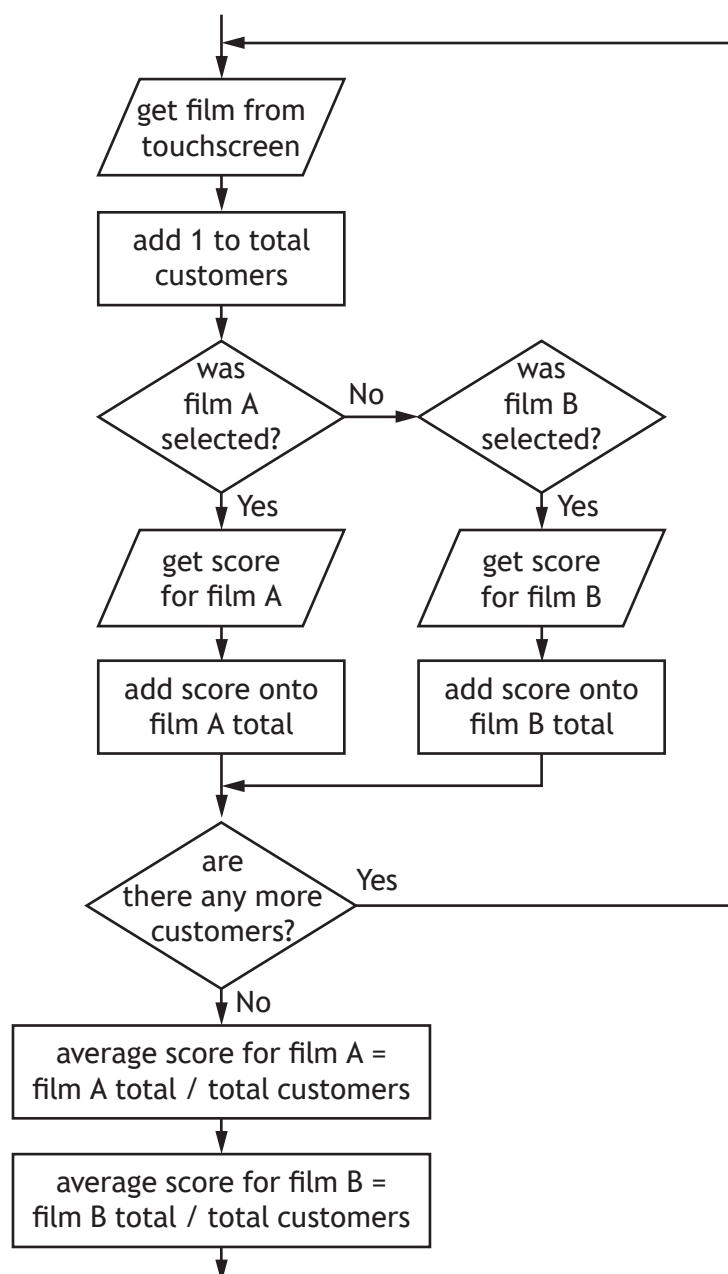 get film from
touchscreen
add 1 to total
customers
was
film A
selected?
No
was
film B
selected?
Yes
Yes
get score
for film A
get score
for film B
add score onto
film A total
add score onto
film B total
are
there any more
customers?
Yes
No
average score for film A =
film A total / total customers
average score for film B =
film B total / total customers